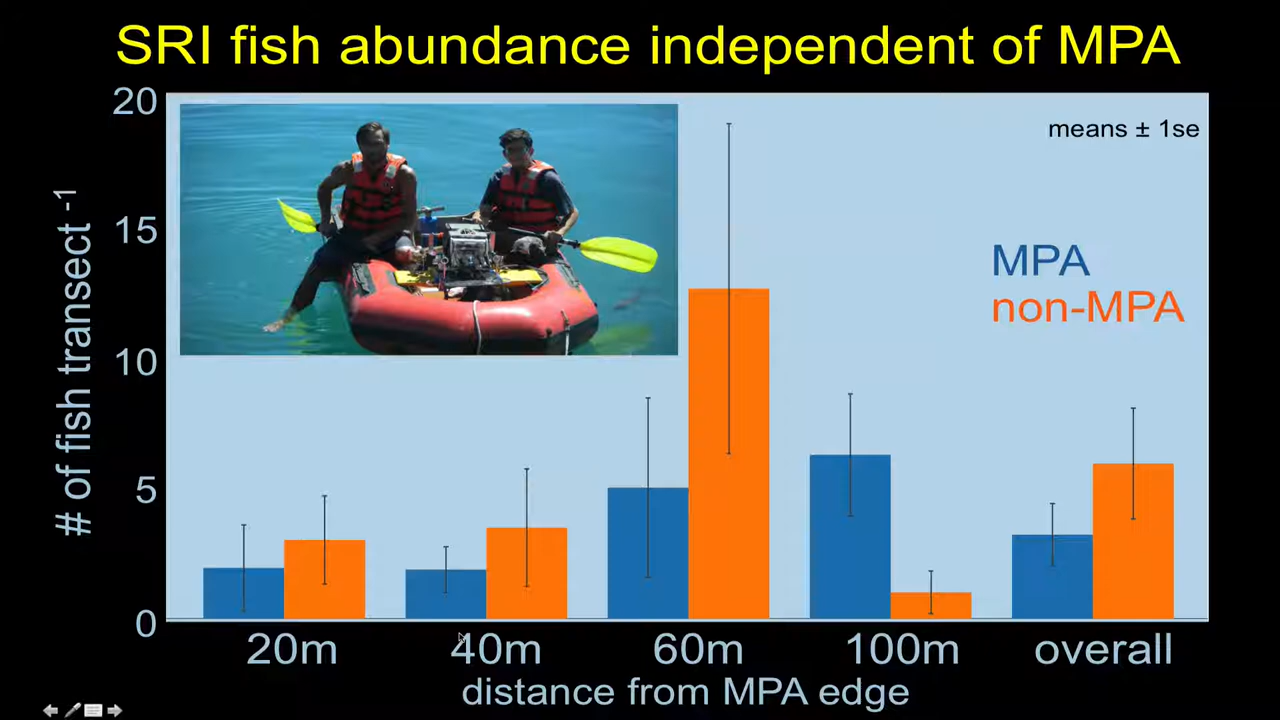 SRI fish abundance independent of MPA
20
15
10
5
0
# of fish transect -1
means ± 1se
MPA
non-MPA
20m
40m
60m
100m
overall
distance from MPA edge